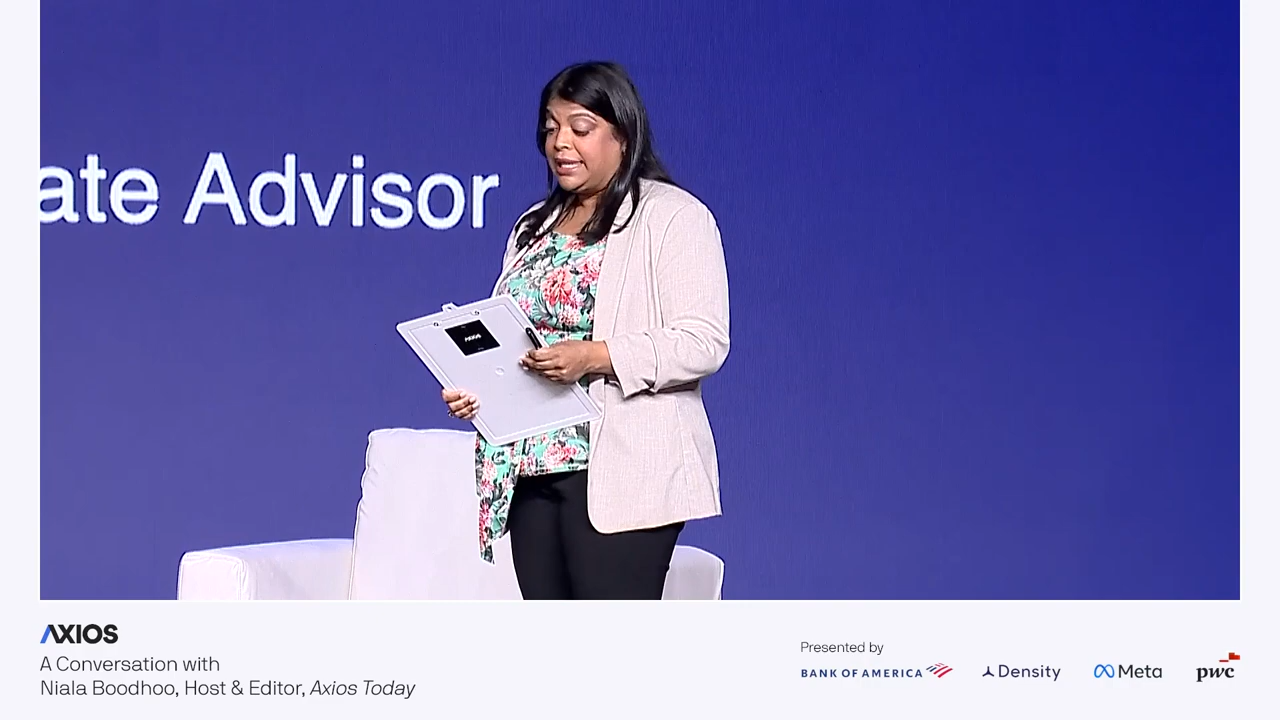 ate Advisor
AXIOS
AXIOS
A Conversation with
Niala Boodhoo, Host & Editor, Axios Today
Presented by
BANK OF AMERICA
Density
Meta
pwc